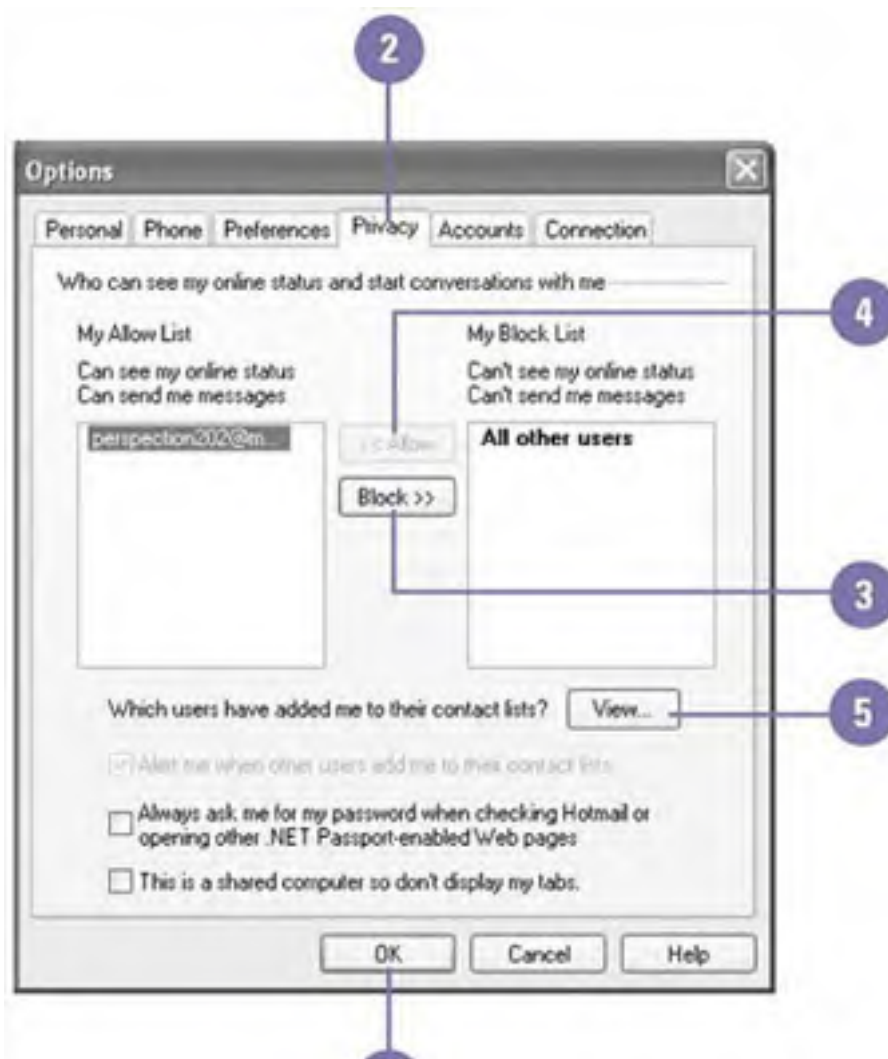 2
Options
Personal Phone Preferences Privacy Accounts Connection
Who can see my online status and start conversations with me
4
My Allow List
My Block List
Can see my online status
Can send me messages
Can't see my online status
Can't send me messages
perspection202@m...
<< Allow
All other users
Block >>
3
Which users have added me to their contact lists? View...
5
Alert me when other users add me to their contact lists
Always ask me for my password when checking Hotmail or
opening other .NET Passport-enabled Web pages
This is a shared computer so don't display my tabs.
OK Cancel Help